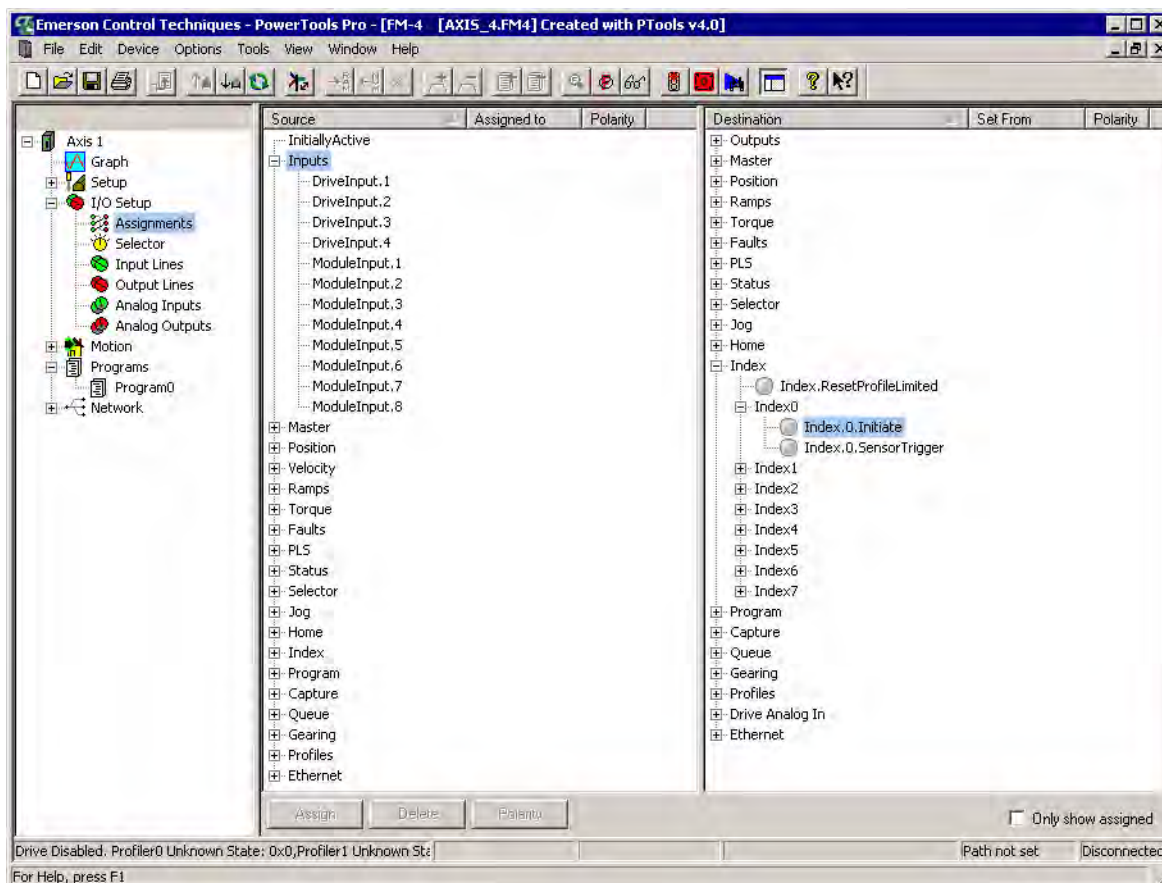 Emerson Control Techniques - PowerTools Pro - [FM-4 [AXIS_4.FM4] Created with PTools v4.0]
File Edit Device Options Tools View Window Help
Axis 1
Graph
Setup
I/O Setup
Assignments
Selector
Input Lines
Output Lines
Analog Inputs
Analog Outputs
Motion
Programs
Program0
Network
Source Assigned to Polarity
InitiallyActive
Inputs
DriveInput.1
DriveInput.2
DriveInput.3
DriveInput.4
ModuleInput.1
ModuleInput.2
ModuleInput.3
ModuleInput.4
ModuleInput.5
ModuleInput.6
ModuleInput.7
ModuleInput.8
Master
Position
Velocity
Ramps
Torque
Faults
PLS
Status
Selector
Jog
Home
Index
Program
Capture
Queue
Gearing
Profiles
Ethernet
Destination Set From Polarity
Outputs
Master
Position
Ramps
Torque
Faults
PLS
Status
Selector
Jog
Home
Index
Index.ResetProfileLimited
Index0
Index.0.Initiate
Index.0.SensorTrigger
Index1
Index2
Index3
Index4
Index5
Index6
Index7
Program
Capture
Queue
Gearing
Profiles
Drive Analog In
Ethernet
Assign Delete Polarity
Only show assigned
Drive Disabled. Profiler0 Unknown State: 0x0,Profiler1 Unknown Sta
Path not set Disconnected
For Help, press F1